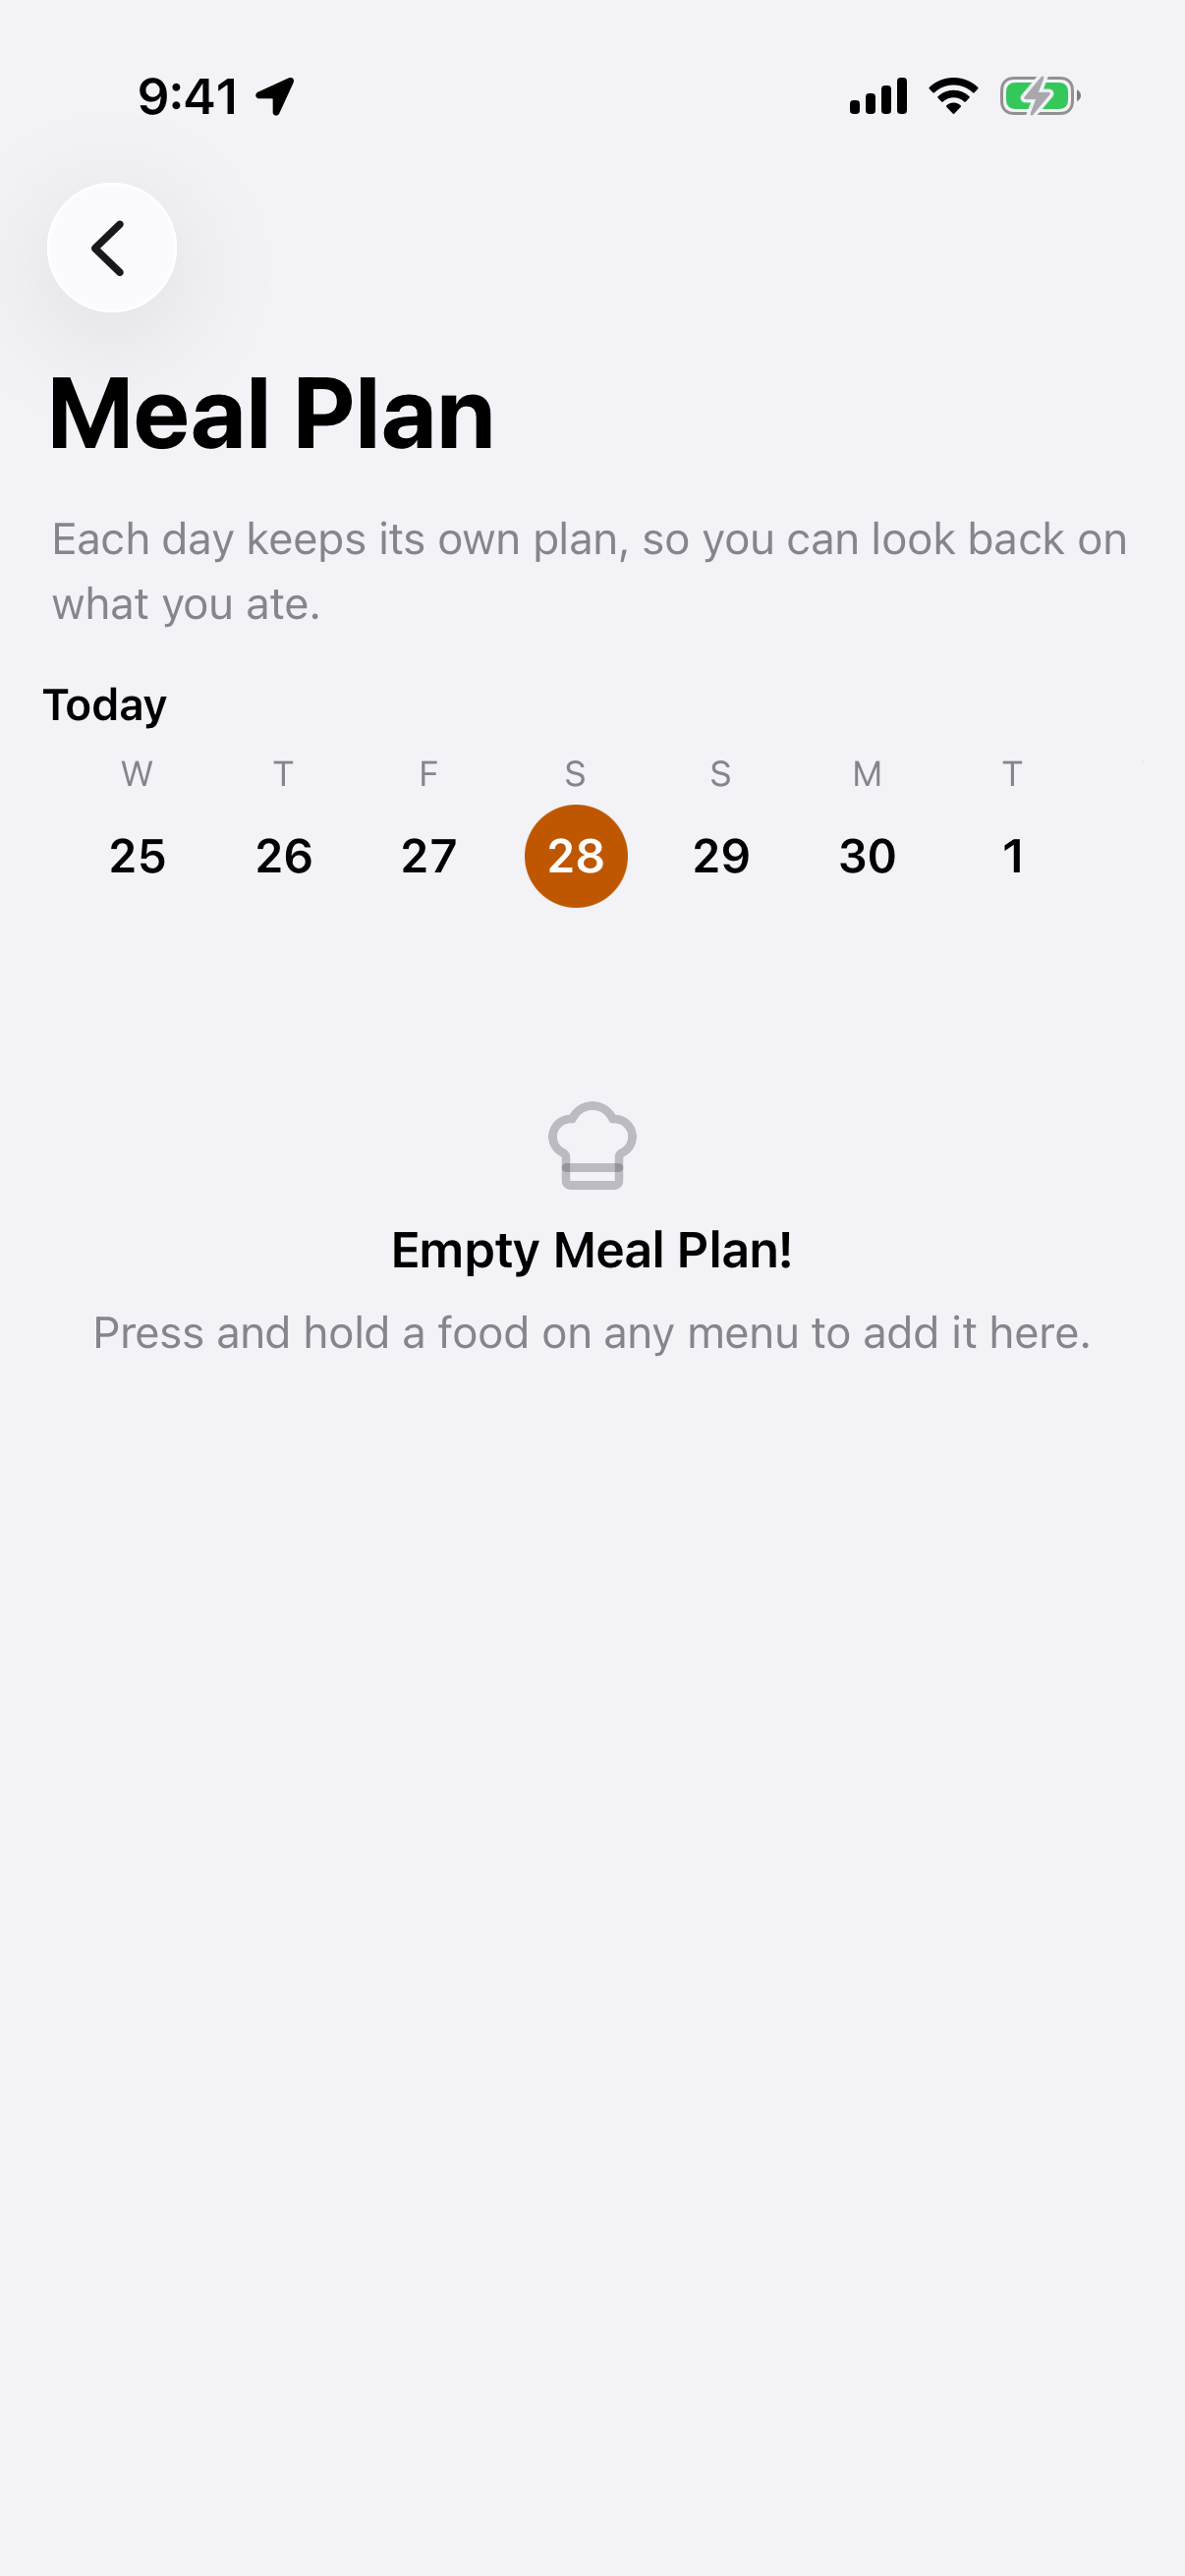 9:41
Meal Plan
Each day keeps its own plan, so you can look back on
what you ate.
Today
W T F S S M T
25 26 27 28 29 30 1
Empty Meal Plan!
Press and hold a food on any menu to add it here.